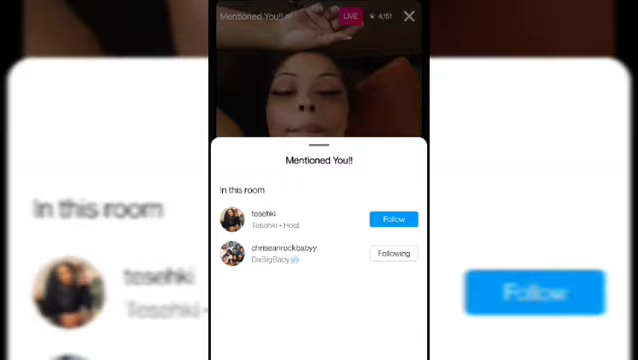 Mentioned You!!
LIVE
4,151
Mentioned You!!
In this room
tesehki
Follow
Tesehki • Host
chriseanrockbabyy
Following
DaBigBaby
In this room
tesehki
Tesehki •
Follow